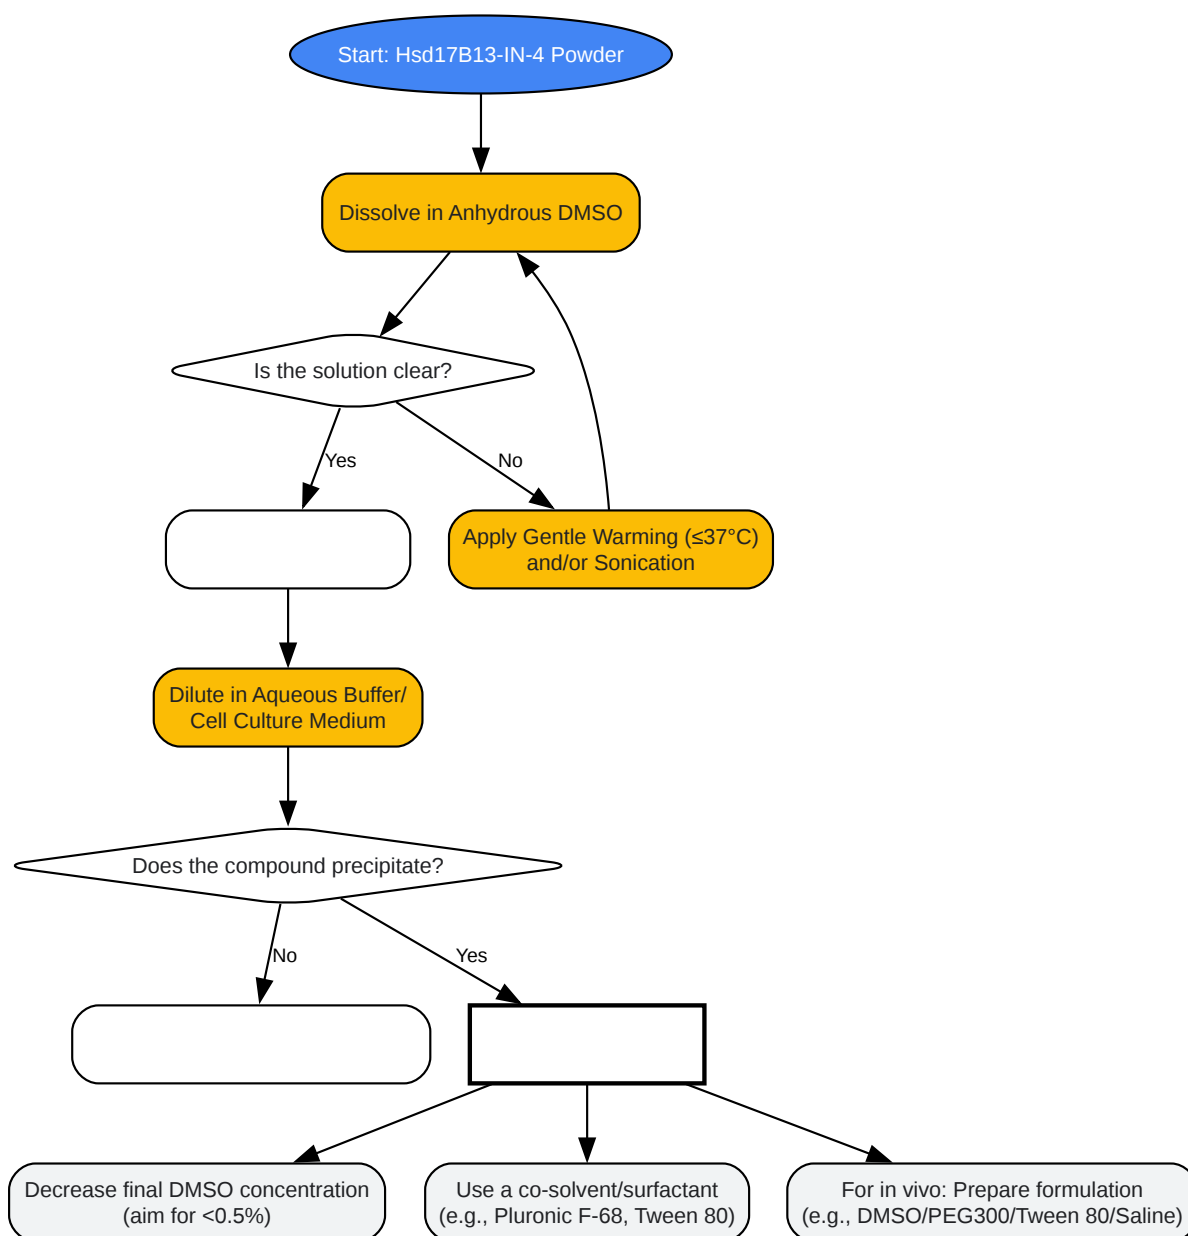 Start: Hsd17B13-IN-4 Powder
Dissolve in Anhydrous DMSO
Is the solution clear?
Yes
No
Apply Gentle Warming (≤37°C)
and/or Sonication
Dilute in Aqueous Buffer/
Cell Culture Medium
Does the compound precipitate?
No
Yes
Decrease final DMSO concentration
(aim for <0.5%)
Use a co-solvent/surfactant
(e.g., Pluronic F-68, Tween 80)
For in vivo: Prepare formulation
(e.g., DMSO/PEG300/Tween 80/Saline)